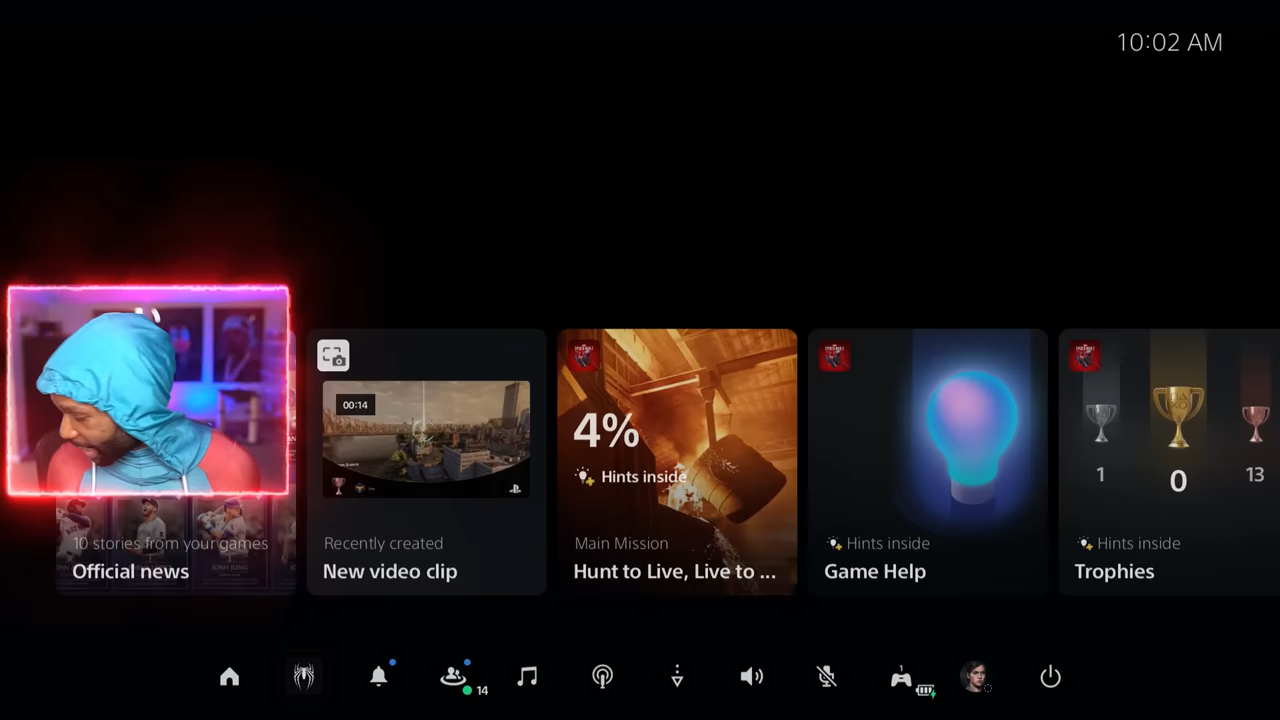 10:02 AM
10 stories from your games
Official news
00:14
Recently created
New video clip
4%
Hints inside
Main Mission
Hunt to Live, Live to ...
Hints inside
Game Help
1
0
13
Hints inside
Trophies
14
1